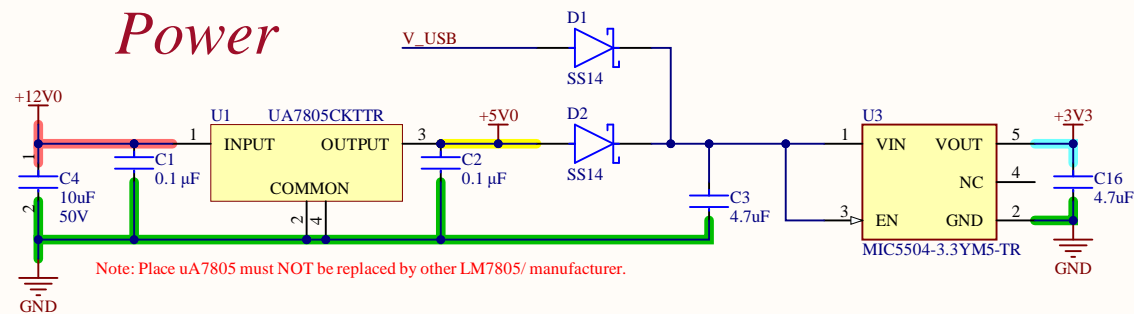 Power
V_USB
D1
SS14
+12V0
U1
UA7805CKTTR
1
INPUT
OUTPUT
3
COMMON
2
4
+5V0
D2
SS14
U3
1
VIN
VOUT
5
+3V3
NC
4
3
EN
GND
2
MIC5504-3.3YM5-TR
1
C4
10uF
50V
2
C1
0.1 µF
C2
0.1 µF
C3
4.7uF
C16
4.7uF
GND
GND
Note: Place uA7805 must NOT be replaced by other LM7805/ manufacturer.